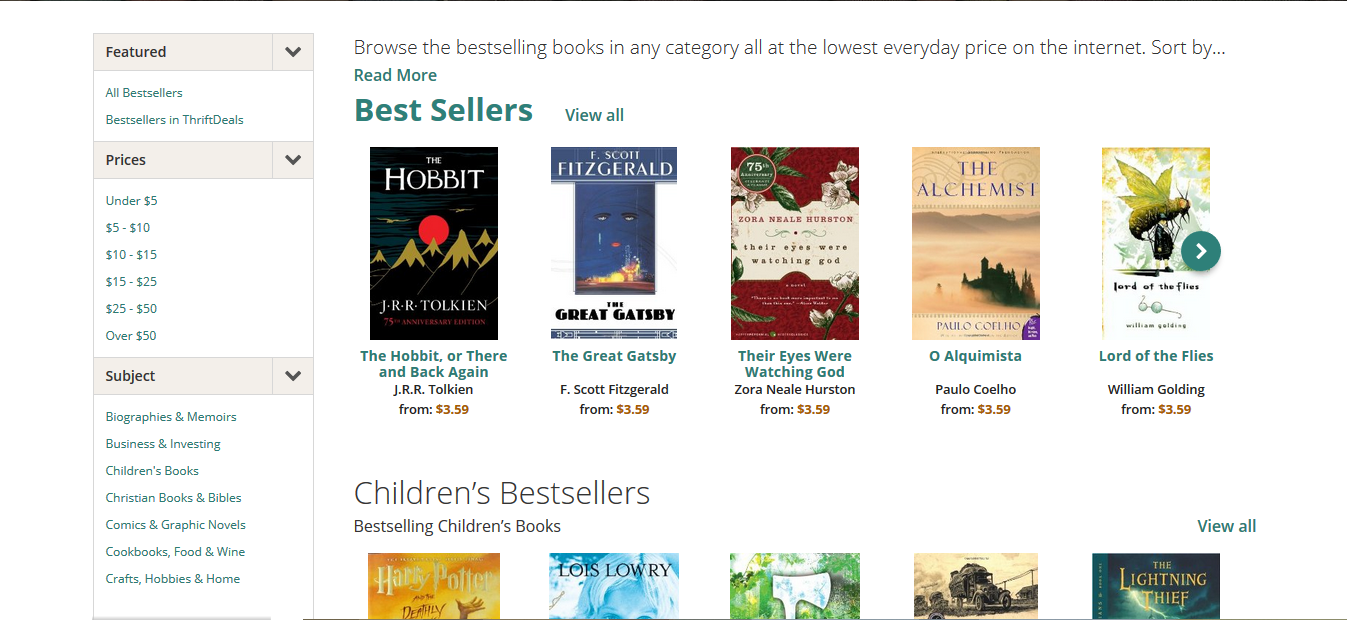 Featured
All Bestsellers
Bestsellers in ThriftDeals
Prices
Under $5
$5 - $10
$10 - $15
$15 - $25
$25 - $50
Over $50
Subject
Biographies & Memoirs
Business & Investing
Children's Books
Christian Books & Bibles
Comics & Graphic Novels
Cookbooks, Food & Wine
Crafts, Hobbies & Home
Browse the bestselling books in any category all at the lowest everyday price on the internet. Sort by...
Read More
Best Sellers View all
THE
HOBBIT
J·R·R·TOLKIEN
75TH ANNIVERSARY EDITION
The Hobbit, or There
and Back Again
J.R.R. Tolkien
from: $3.59
F. SCOTT
FITZGERALD
THE
GREAT GATSBY
The Great Gatsby
F. Scott Fitzgerald
from: $3.59
75th
Anniversary
ZORA NEALE HURSTON
their eyes were
watching god
a novel
Their Eyes Were
Watching God
Zora Neale Hurston
from: $3.59
THE
ALCHEMIST
PAULO COELHO
O Alquimista
Paulo Coelho
from: $3.59
lord of the flies
william golding
Lord of the Flies
William Golding
from: $3.59
Children's Bestsellers
Bestselling Children's Books View all
Harry Potter
AND THE
DEATHLY
LOIS LOWRY
THE
LIGHTNING
THIEF